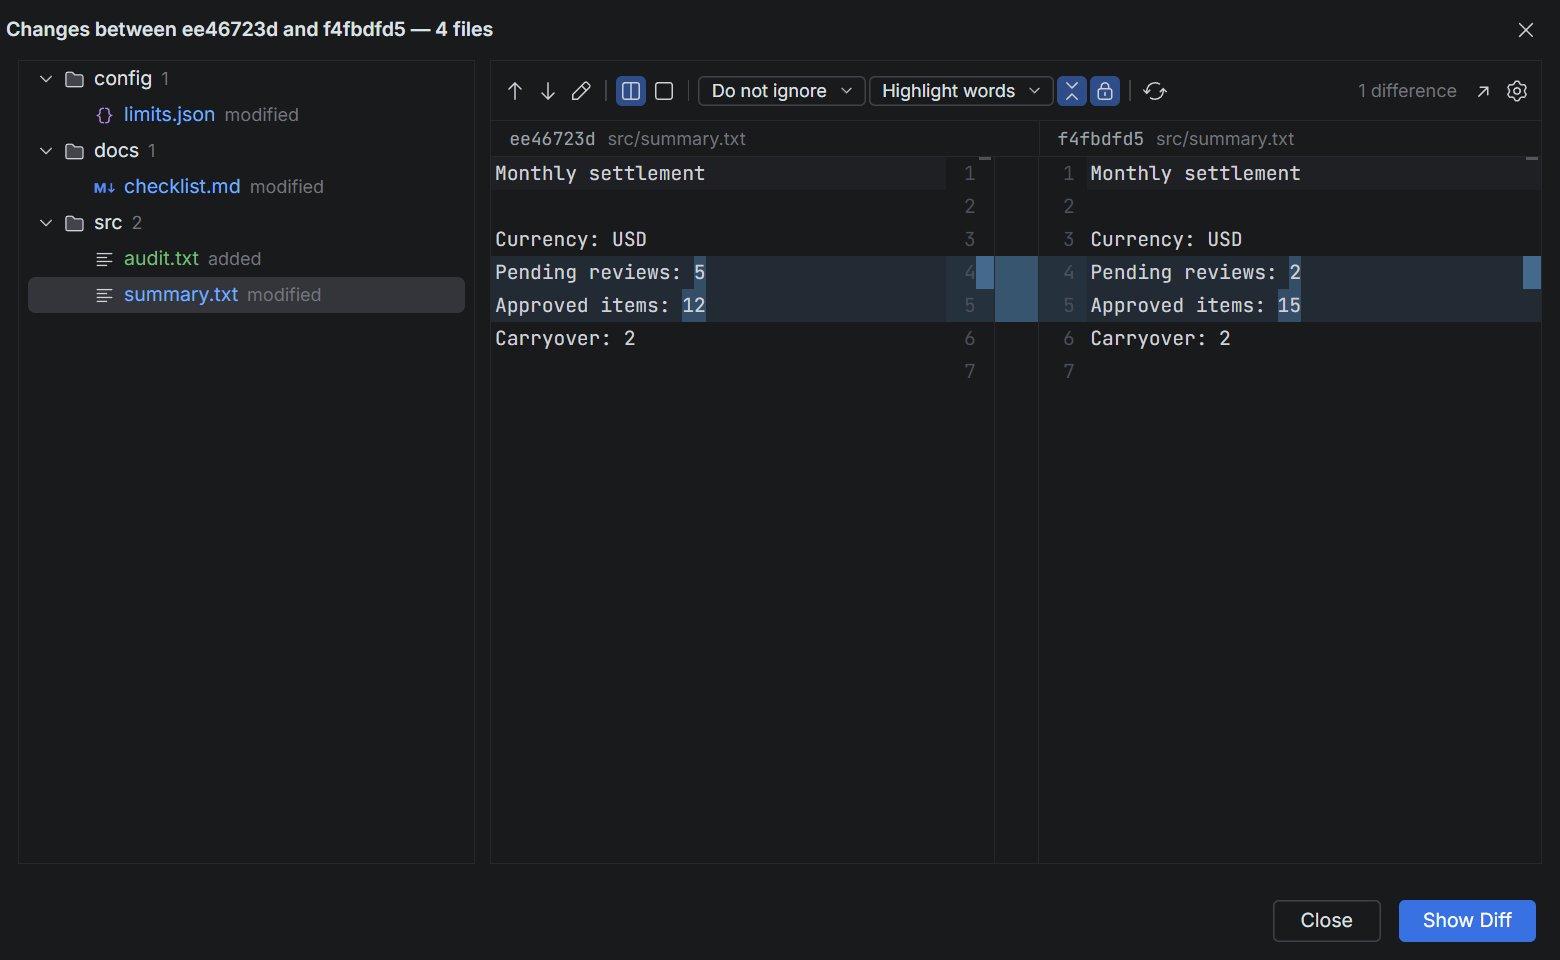 Changes between ee46723d and f4fbdfd5 — 4 files
config 1
limits.json modified
docs 1
checklist.md modified
src 2
audit.txt added
summary.txt modified
Do not ignore
Highlight words
1 difference
ee46723d src/summary.txt
Monthly settlement 1
2
Currency: USD 3
Pending reviews: 5 4
Approved items: 12 5
Carryover: 2 6
7
f4fbdfd5 src/summary.txt
1 Monthly settlement
2
3 Currency: USD
4 Pending reviews: 2
5 Approved items: 15
6 Carryover: 2
7
Close
Show Diff